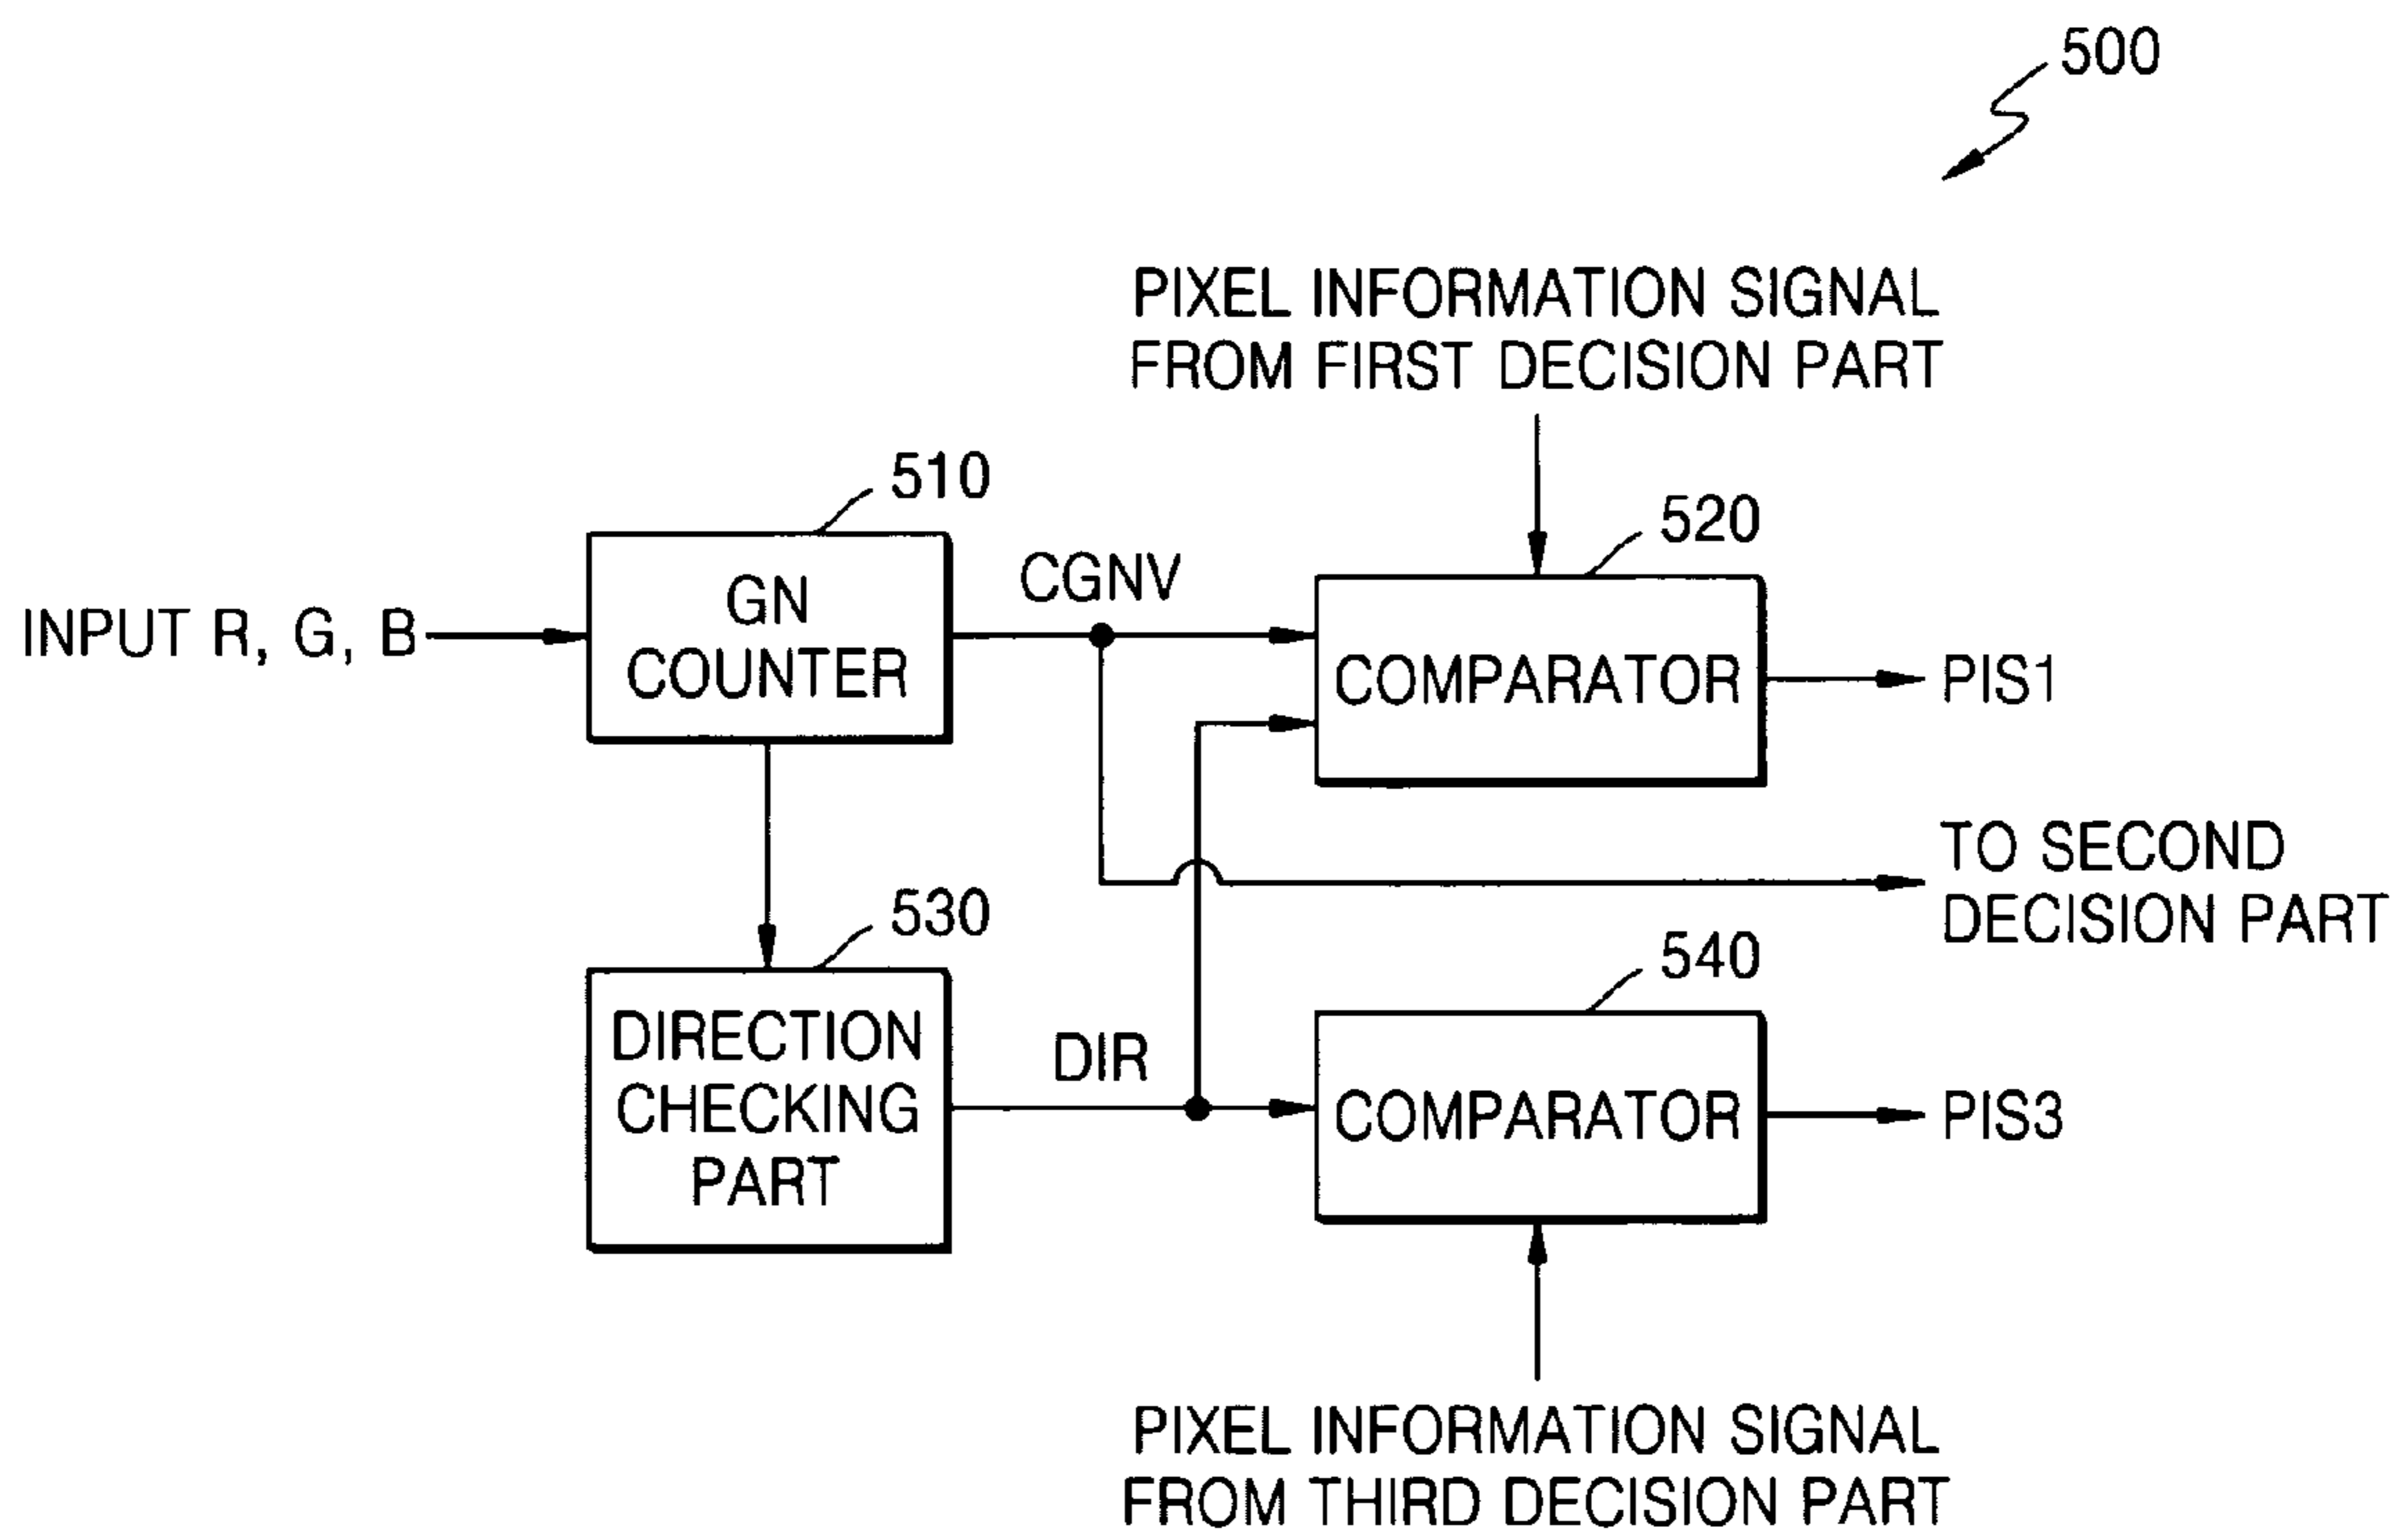 500
PIXEL INFORMATION SIGNAL
FROM FIRST DECISION PART
510
520
INPUT R, G, B
GN
COUNTER
CGNV
COMPARATOR
PIS1
TO SECOND
DECISION PART
530
540
DIRECTION
CHECKING
PART
DIR
COMPARATOR
PIS3
PIXEL INFORMATION SIGNAL
FROM THIRD DECISION PART